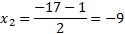 x₂ = (−17 − 1)/2 = −9